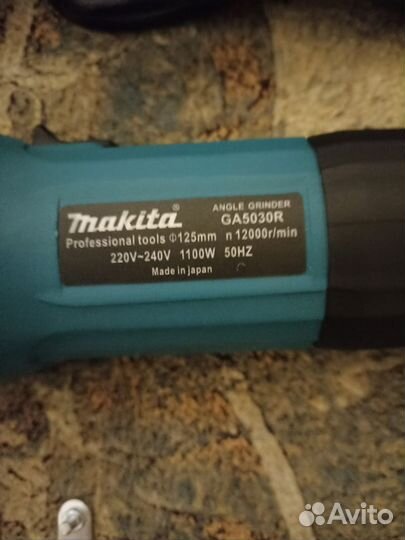 makita®
ANGLE GRINDER
GA5030R
Professional tools Φ125mm n 12000r/min
220V~240V 1100W 50HZ
Made in japan
Avito